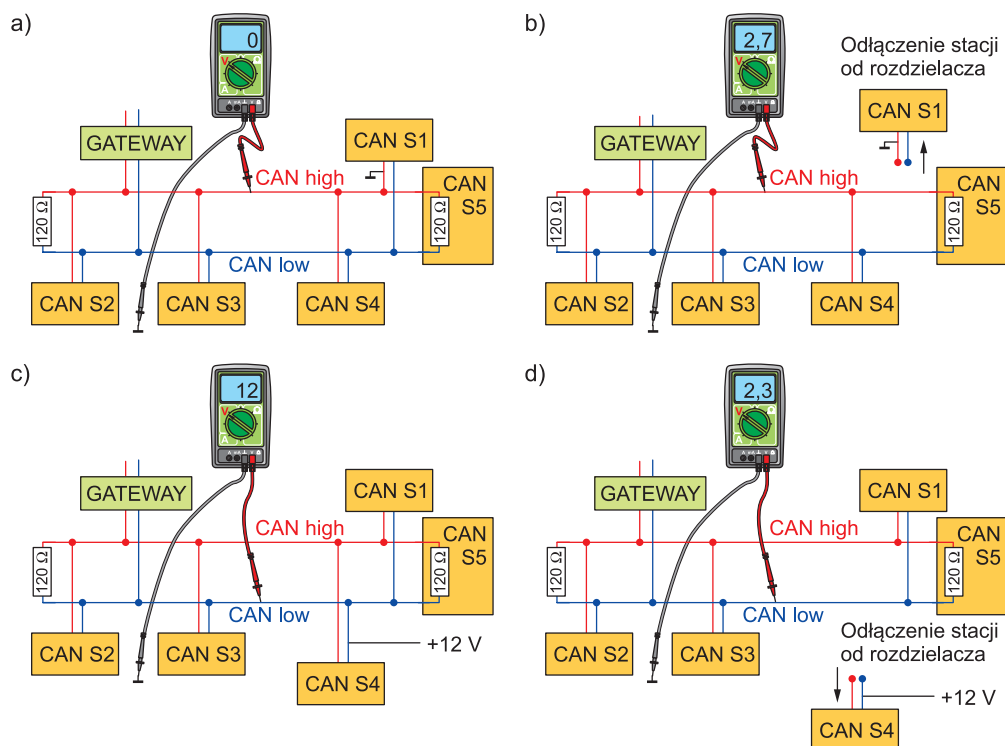 a)
0
V
Ω
A
GATEWAY
CAN S1
CAN high
CAN
S5
120 Ω
120 Ω
CAN low
CAN S2
CAN S3
CAN S4
b)
2,7
V
Ω
A
Odłączenie stacji
od rozdzielacza
CAN S1
GATEWAY
CAN high
CAN
S5
120 Ω
120 Ω
CAN low
CAN S2
CAN S3
CAN S4
c)
12
V
Ω
A
GATEWAY
CAN S1
CAN high
CAN
S5
120 Ω
120 Ω
CAN low
+12 V
CAN S2
CAN S3
CAN S4
d)
2,3
V
Ω
A
GATEWAY
CAN S1
CAN high
CAN
S5
120 Ω
120 Ω
CAN low
CAN S2
CAN S3
Odłączenie stacji
od rozdzielacza
+12 V
CAN S4